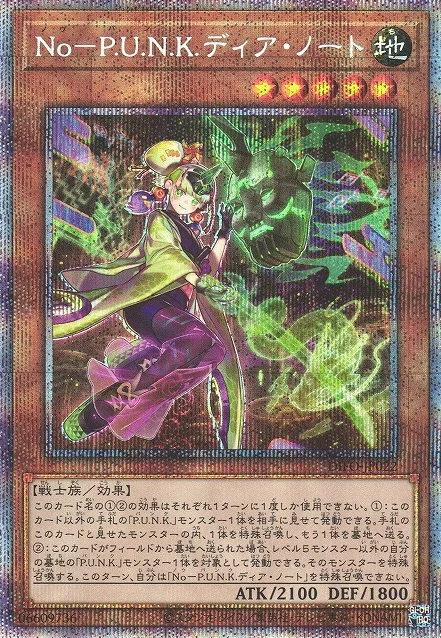 No－P.U.N.K.ディア・ノート
地
【戦士族／効果】
このカード名の①②の効果はそれぞれ1ターンに1度しか使用できない。①：この
カード以外の手札の「P.U.N.K.」モンスター1体を相手に見せて発動できる。手札の
このカードと見せたモンスターの内、1体を特殊召喚し、もう1体を墓地へ送る。
②：このカードがフィールドから墓地へ送られた場合、レベル5モンスター以外の自分
の墓地の「P.U.N.K.」モンスター1体を対象として発動できる。そのモンスターを特殊
召喚する。このターン、自分は「No－P.U.N.K.ディア・ノート」を特殊召喚できない。
ATK/2100 DEF/1800
06609736
KONAMI